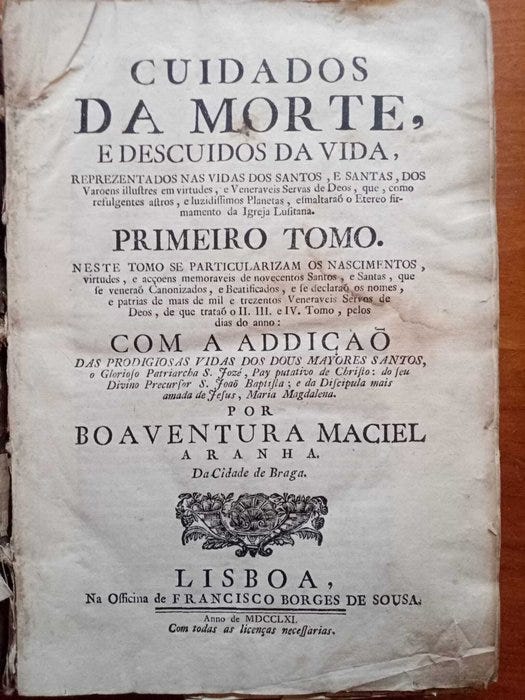 CUIDADOS
DA MORTE,
E DESCUIDOS DA VIDA,
REPREZENTADOS NAS VIDAS DOS SANTOS, E SANTAS, DOS
Varoens illuſtres em virtudes, e Veneraveis Servas de Deos, que, como
refulgentes aſtros, e luzidiſſimos Planetas, eſmaltaraõ o Etereo fir-
mamento da Igreja Luſitana.
PRIMEIRO TOMO.
NESTE TOMO SE PARTICULARIZAM OS NASCIMENTOS,
virtudes, e acçoens memoraveis de novecentos Santos, e Santas, que
ſe veneraõ Canonizados, e Beatificados, e ſe declaraõ os nomes,
e patrias de mais de mil e trezentos Veneraveis Servos de
Deos, de que trataõ o II. III. e IV. Tomo, pelos
dias do anno:
COM A ADDIÇAÕ
DAS PRODIGIOSAS VIDAS DOS DOUS MAYORES SANTOS,
o Glorioſo Patriarcha S. Jozé, Pay putativo de Chriſto: do ſeu
Divino Precurſor S. Joaõ Baptiſta; e da Diſcipula mais
amada de Jeſus, Maria Magdalena.
POR
BOAVENTURA MACIEL
ARANHA.
Da Cidade de Braga.
LISBOA,
Na Officina de FRANCISCO BORGES DE SOUSA.
Anno de MDCCLXI.
Com todas as licenças neceſſarias.